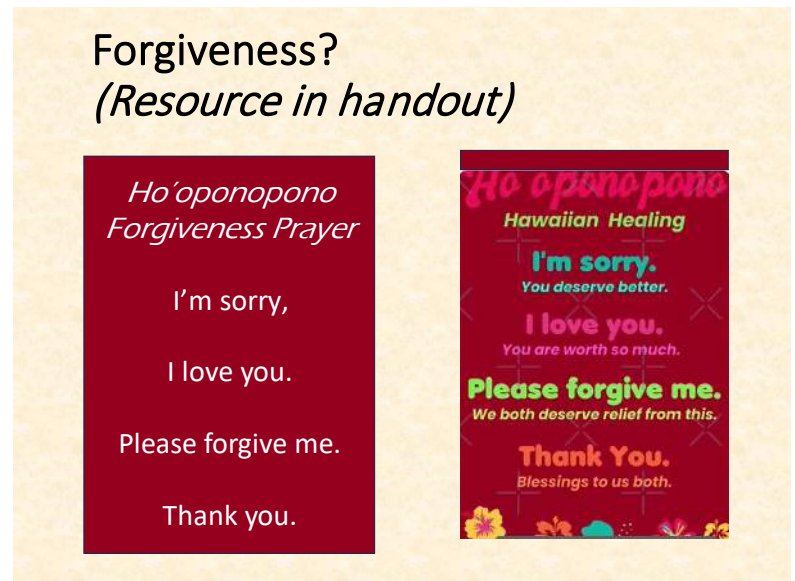 Forgiveness?
(Resource in handout)
Ho´oponopono
Forgiveness Prayer
I’m sorry,
I love you.
Please forgive me.
Thank you.
Ho oponopono
Hawaiian Healing
I'm sorry.
You deserve better.
I love you.
You are worth so much.
Please forgive me.
We both deserve relief from this.
Thank You.
Blessings to us both.